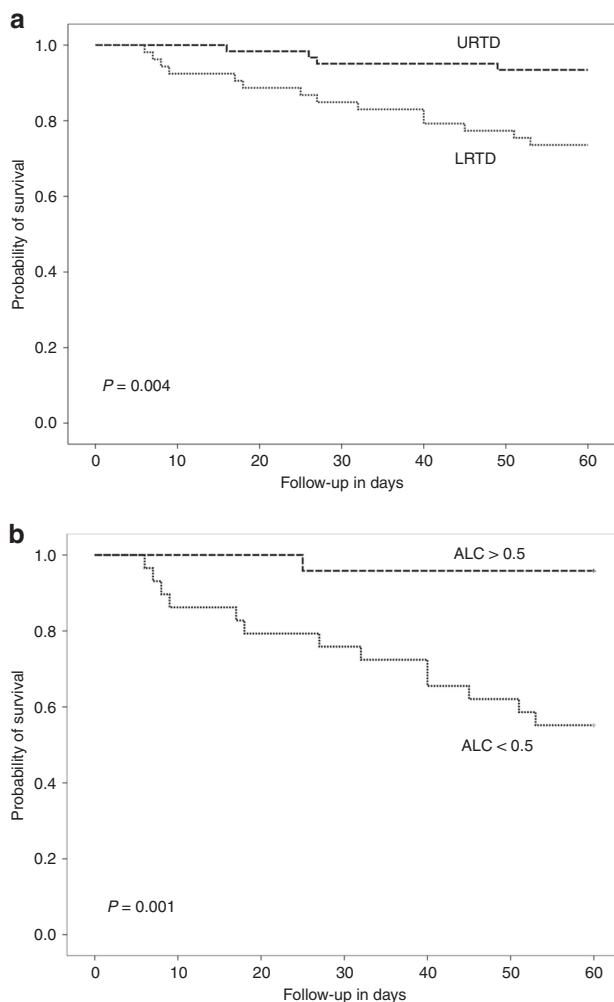 a
1.0
URTD
0.8
LRTD
0.6
0.4
0.2
P = 0.004
0.0
0 10 20 30 40 50 60
Follow-up in days
Probability of survival
b
1.0
ALC > 0.5
0.8
0.6
ALC < 0.5
0.4
0.2
P = 0.001
0.0
0 10 20 30 40 50 60
Follow-up in days
Probability of survival